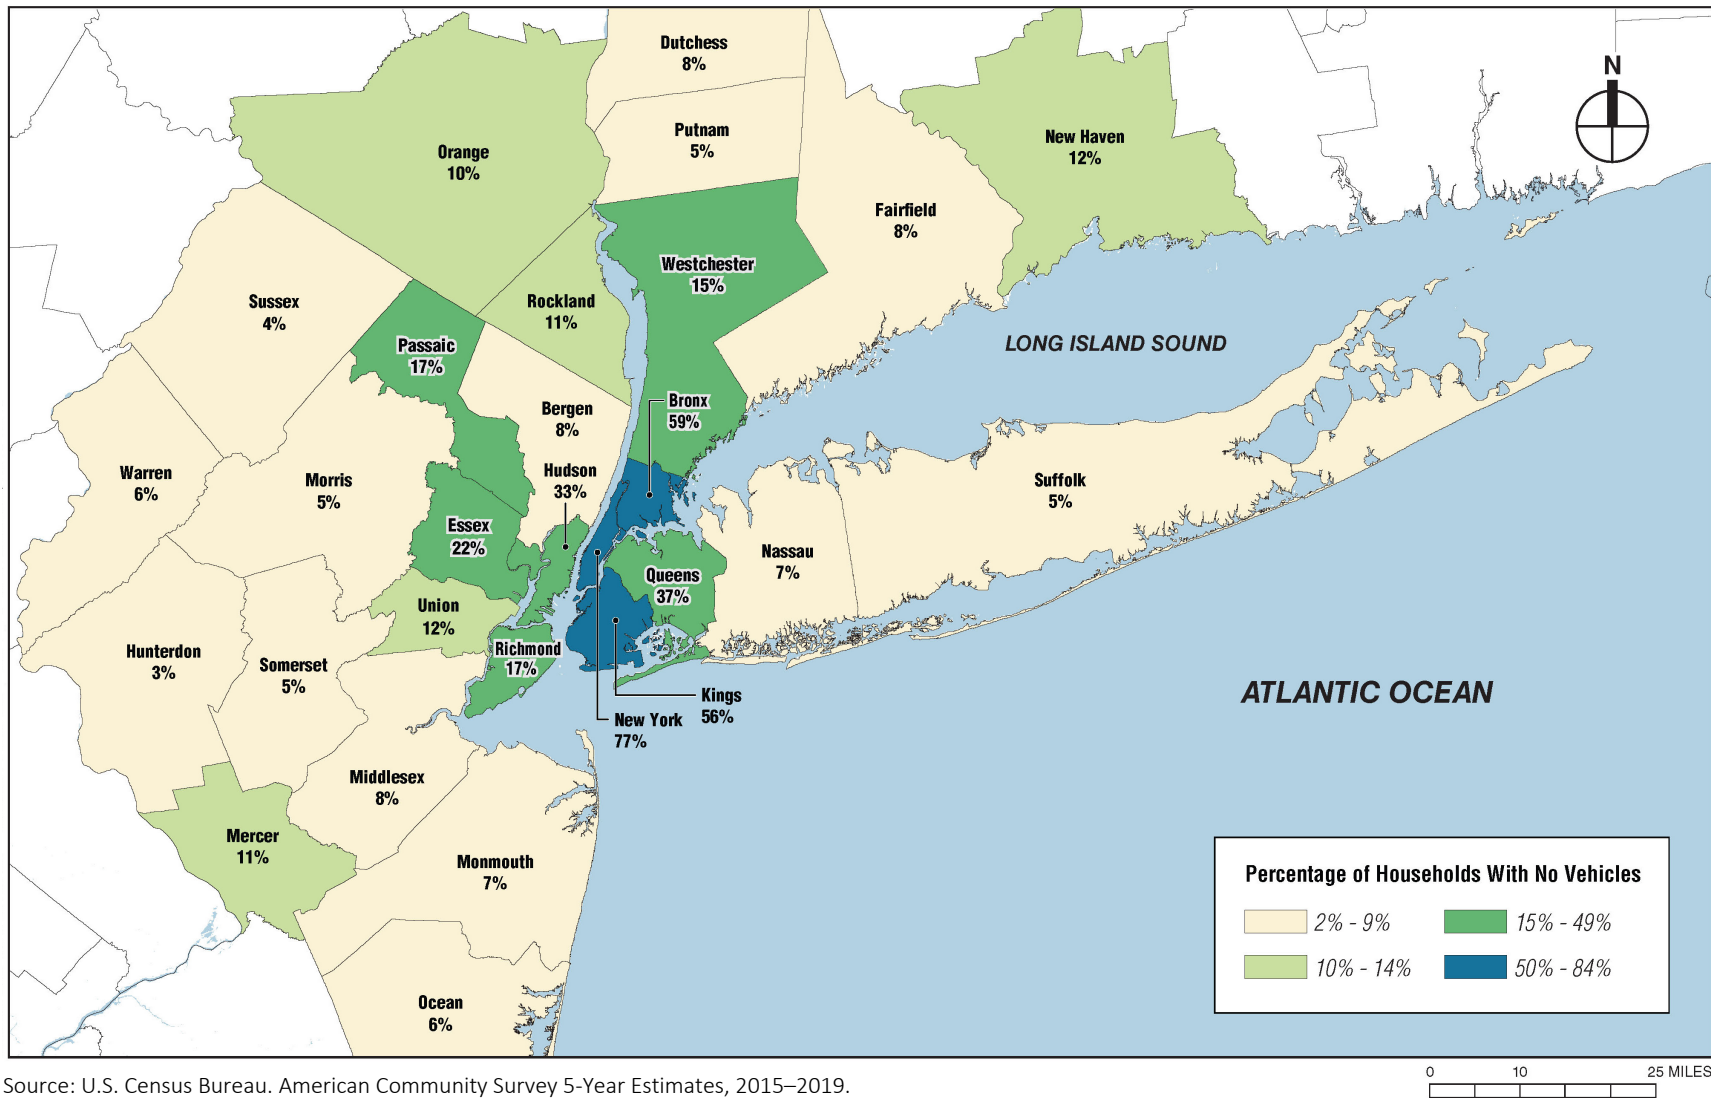 Dutchess
8%
N
Putnam
5%
New Haven
12%
Orange
10%
Fairfield
8%
Westchester
15%
Sussex
4%
Rockland
11%
LONG ISLAND SOUND
Passaic
17%
Bronx
59%
Bergen
8%
Hudson
33%
Warren
6%
Morris
5%
Suffolk
5%
Essex
22%
Nassau
7%
Queens
37%
Union
12%
Richmond
17%
Hunterdon
3%
Somerset
5%
Kings
56%
New York
77%
ATLANTIC OCEAN
Middlesex
8%
Mercer
11%
Monmouth
7%
Ocean
6%
Percentage of Households With No Vehicles
2% - 9%
15% - 49%
10% - 14%
50% - 84%
0 10 25 MILES
Source: U.S. Census Bureau. American Community Survey 5-Year Estimates, 2015–2019.